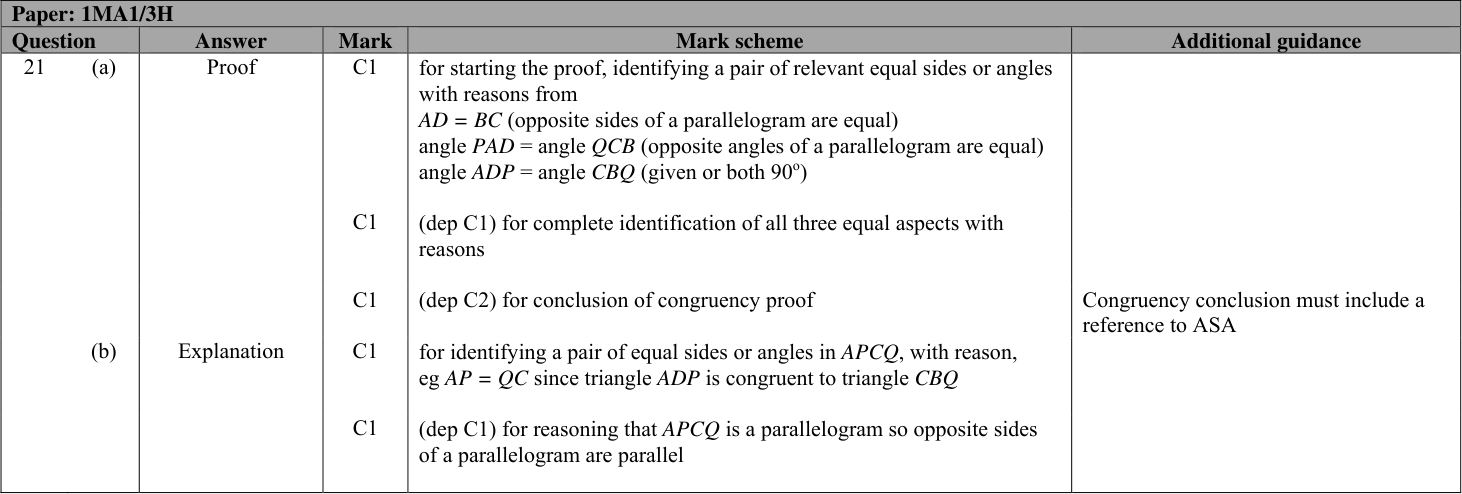 Paper: 1MA1/3H
Question Answer Mark Mark scheme Additional guidance
21 (a) Proof C1 for starting the proof, identifying a pair of relevant equal sides or angles
with reasons from
AD = BC (opposite sides of a parallelogram are equal)
angle PAD = angle QCB (opposite angles of a parallelogram are equal)
angle ADP = angle CBQ (given or both 90º)
C1 (dep C1) for complete identification of all three equal aspects with
reasons
C1 (dep C2) for conclusion of congruency proof Congruency conclusion must include a
reference to ASA
(b) Explanation C1 for identifying a pair of equal sides or angles in APCQ, with reason,
eg AP = QC since triangle ADP is congruent to triangle CBQ
C1 (dep C1) for reasoning that APCQ is a parallelogram so opposite sides
of a parallelogram are parallel